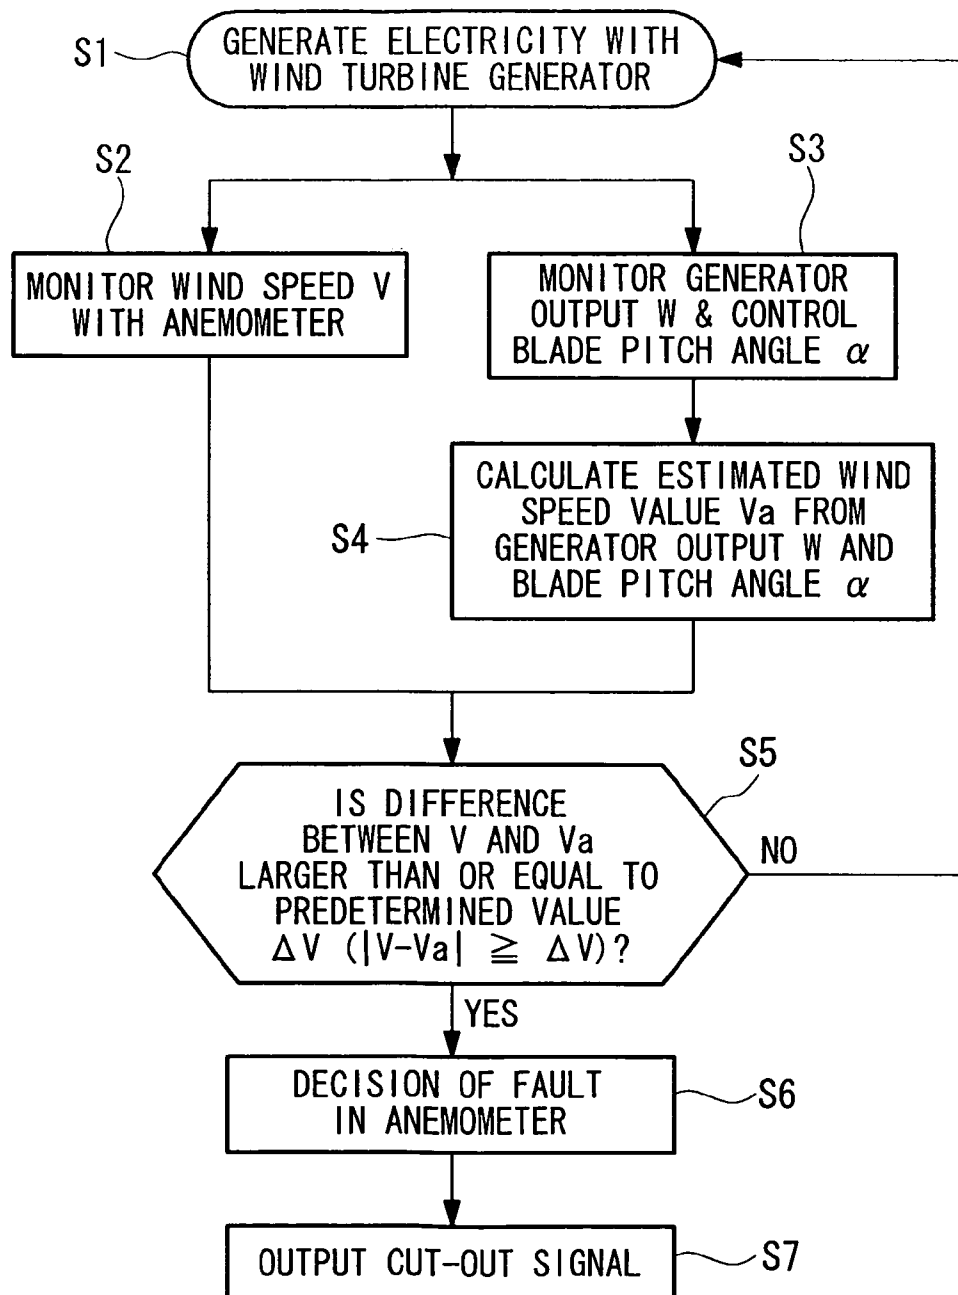 S1
GENERATE ELECTRICITY WITH
WIND TURBINE GENERATOR
S2
S3
MONITOR WIND SPEED V
WITH ANEMOMETER
MONITOR GENERATOR
OUTPUT W & CONTROL
BLADE PITCH ANGLE α
S4
CALCULATE ESTIMATED WIND
SPEED VALUE Va FROM
GENERATOR OUTPUT W AND
BLADE PITCH ANGLE α
S5
IS DIFFERENCE
BETWEEN V AND Va
LARGER THAN OR EQUAL TO
PREDETERMINED VALUE
ΔV (|V-Va| ≧ ΔV)?
NO
YES
DECISION OF FAULT
IN ANEMOMETER
S6
OUTPUT CUT-OUT SIGNAL
S7